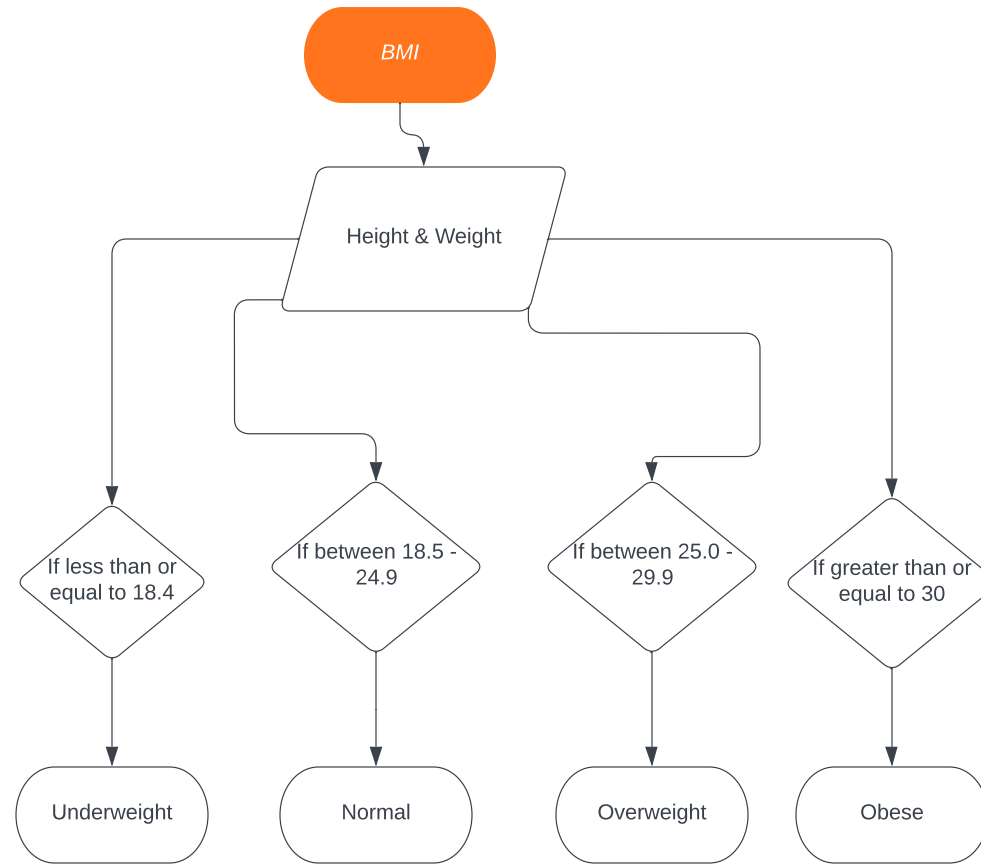 BMI
Height & Weight
If less than or
equal to 18.4
If between 18.5 -
24.9
If between 25.0 -
29.9
If greater than or
equal to 30
Underweight
Normal
Overweight
Obese